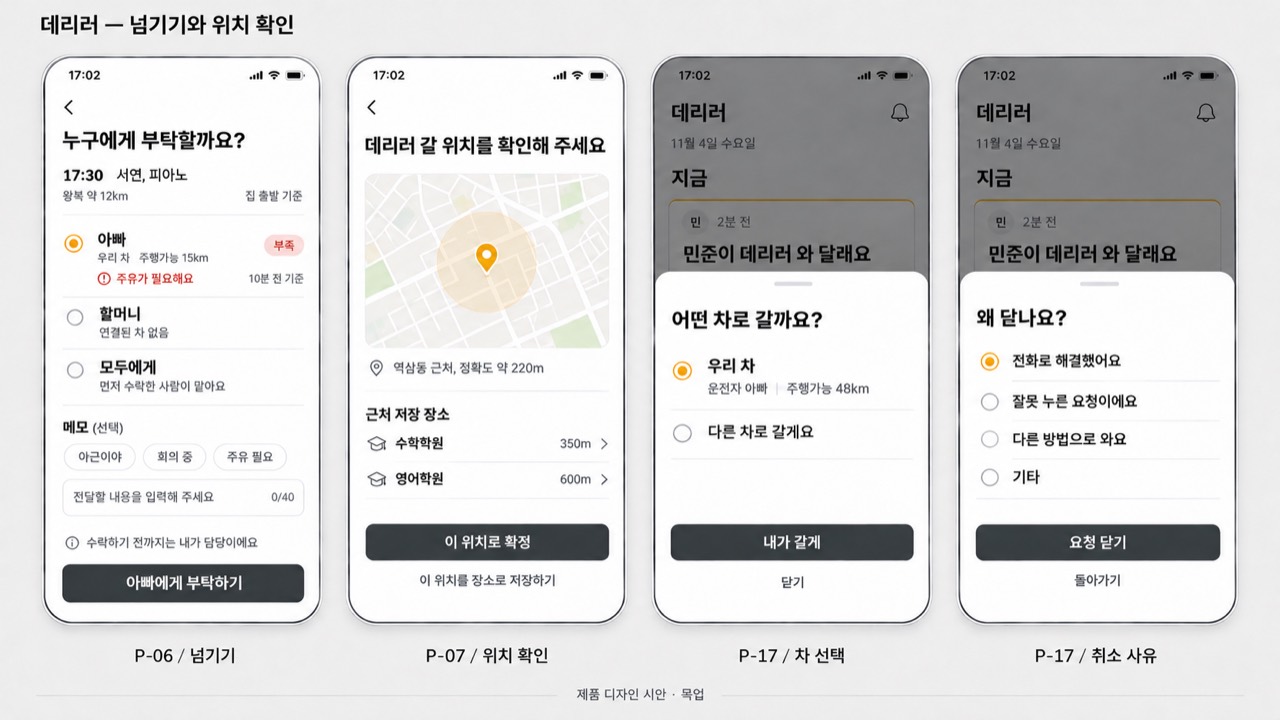 데리러 — 넘기기와 위치 확인
17:02
누구에게 부탁할까요?
17:30 서연, 피아노
왕복 약 12km 집 출발 기준
아빠
부족
우리 차 주행가능 15km
주유가 필요해요 10분 전 기준
할머니
연결된 차 없음
모두에게
먼저 수락한 사람이 맡아요
메모 (선택)
야근이야 회의 중 주유 필요
전달할 내용을 입력해 주세요 0/40
수락하기 전까지는 내가 담당이에요
아빠에게 부탁하기
P-06 / 넘기기
17:02
데리러 갈 위치를 확인해 주세요
역삼동 근처, 정확도 약 220m
근처 저장 장소
수학학원 350m
영어학원 600m
이 위치로 확정
이 위치를 장소로 저장하기
P-07 / 위치 확인
17:02
데리러
11월 4일 수요일
지금
민 2분 전
민준이 데리러 와 달래요
어떤 차로 갈까요?
우리 차
운전자 아빠 | 주행가능 48km
다른 차로 갈게요
내가 갈게
닫기
P-17 / 차 선택
17:02
데리러
11월 4일 수요일
지금
민 2분 전
민준이 데리러 와 달래요
왜 닫나요?
전화로 해결했어요
잘못 누른 요청이에요
다른 방법으로 와요
기타
요청 닫기
돌아가기
P-17 / 취소 사유
제품 디자인 시안 · 목업